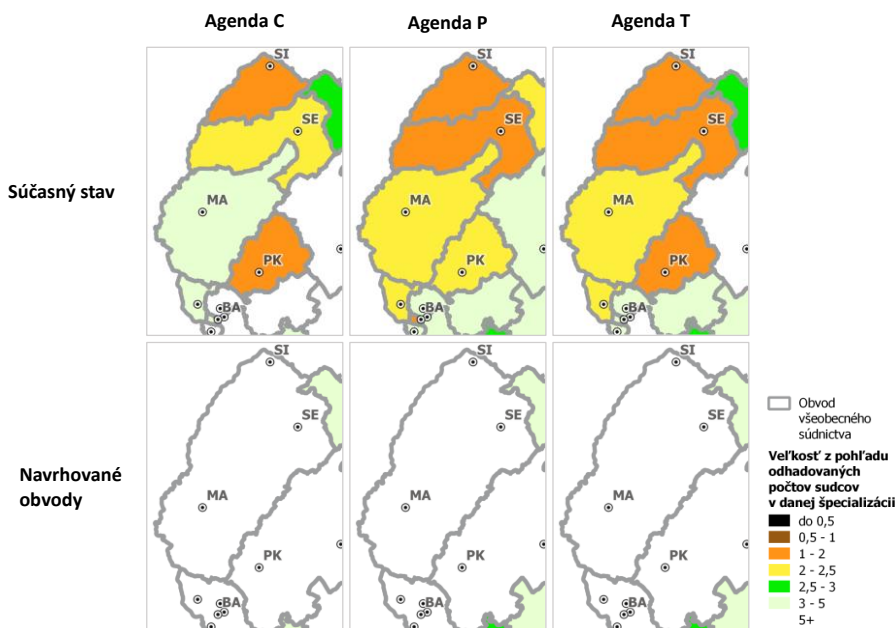 Agenda C
Agenda P
Agenda T
Súčasný stav
SI
SE
MA
PK
BA
SI
SE
MA
PK
BA
SI
SE
MA
PK
BA
Navrhované
obvody
SI
SE
MA
PK
BA
SI
SE
MA
PK
BA
SI
SE
MA
PK
BA
Obvod
všeobecného
súdnictva
Veľkosť z pohľadu
odhadovaných
počtov sudcov
v danej špecializácii
do 0,5
0,5 - 1
1 - 2
2 - 2,5
2,5 - 3
3 - 5
5+